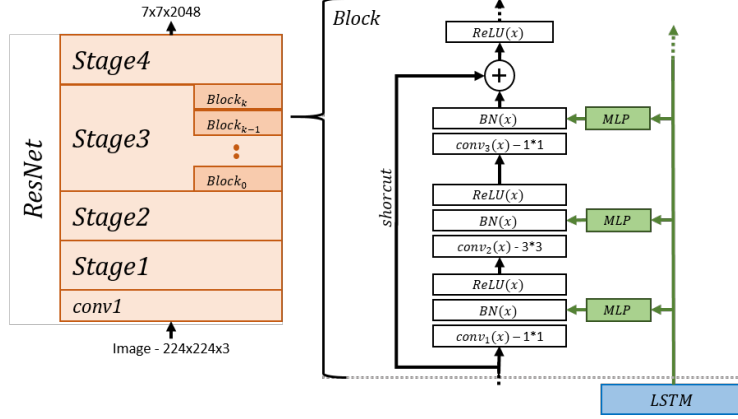 7x7x2048
ResNet
Stage4
Stage3
Block_k
Block_{k-1}
Block_0
Stage2
Stage1
conv1
Image - 224x224x3
Block
ReLU(x)
+
BN(x)
MLP
conv_3(x) - 1*1
shorcut
ReLU(x)
BN(x)
MLP
conv_2(x) - 3*3
ReLU(x)
BN(x)
MLP
conv_1(x) - 1*1
LSTM